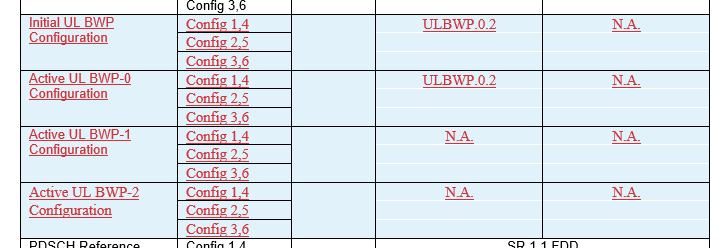 Config 3,6
Initial UL BWP Configuration
Config 1,4
ULBWP.0.2
N.A.
Config 2,5
Config 3,6
Active UL BWP-0 Configuration
Config 1,4
ULBWP.0.2
N.A.
Config 2,5
Config 3,6
Active UL BWP-1 Configuration
Config 1,4
N.A.
N.A.
Config 2,5
Config 3,6
Active UL BWP-2 Configuration
Config 1,4
N.A.
N.A.
Config 2,5
Config 3,6
PDSCH Reference
Config 1,4
SR.1.1 FDD